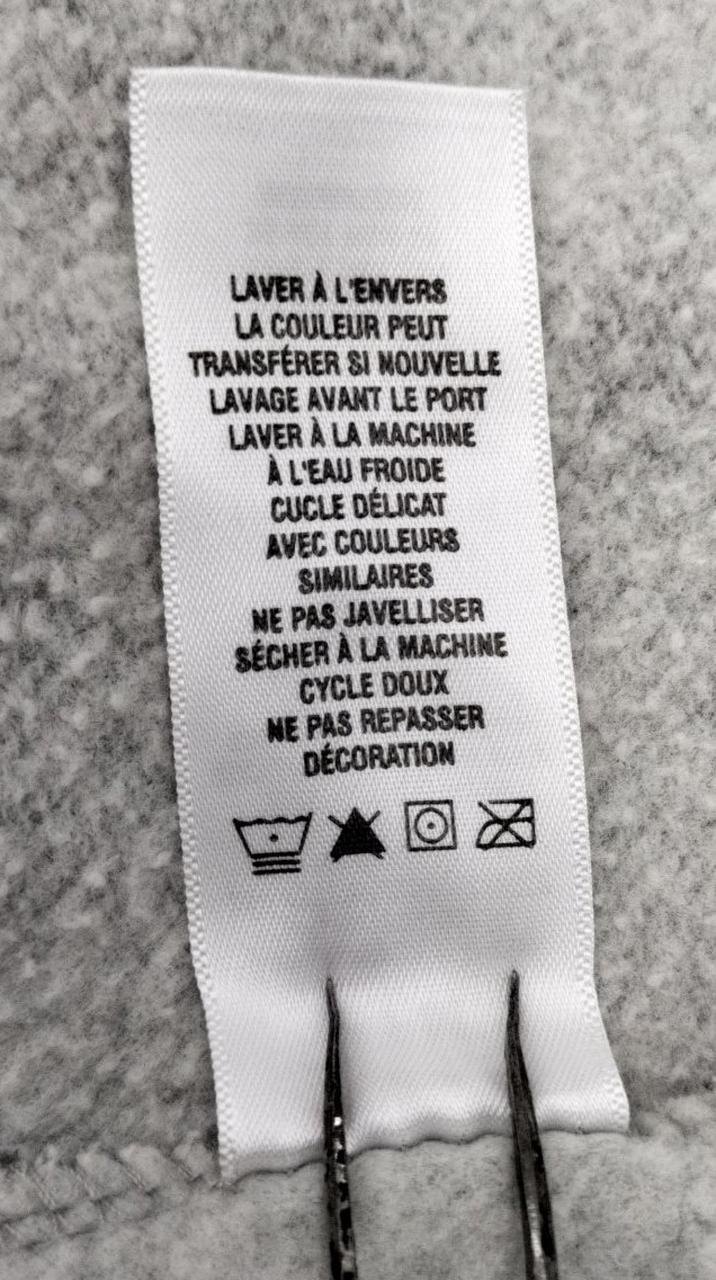 LAVER À L'ENVERS
LA COULEUR PEUT
TRANSFÉRER SI NOUVELLE
LAVAGE AVANT LE PORT
LAVER À LA MACHINE
À L'EAU FROIDE
CUCLE DÉLICAT
AVEC COULEURS
SIMILAIRES
NE PAS JAVELLISER
SÉCHER À LA MACHINE
CYCLE DOUX
NE PAS REPASSER
DÉCORATION